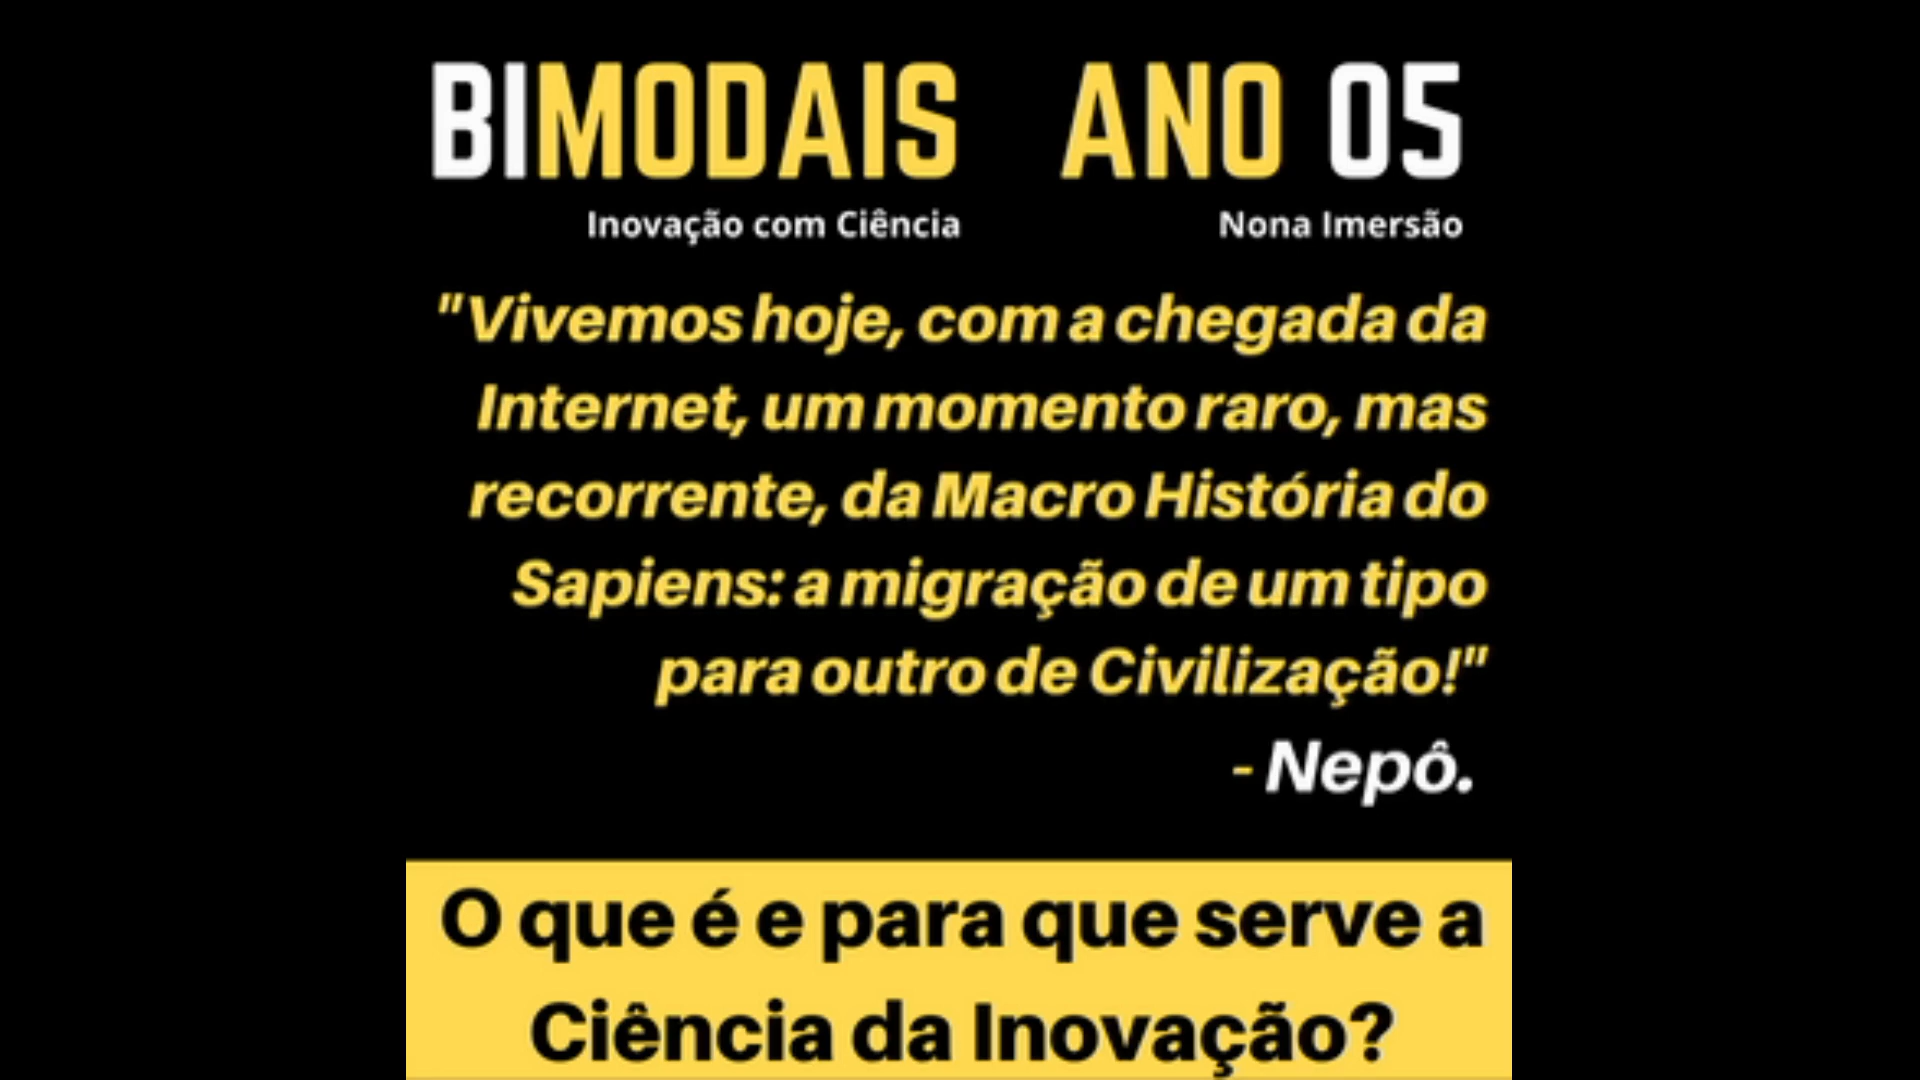 BIMODAIS ANO 05
Inovação com Ciência Nona Imersão
"Vivemos hoje, com a chegada da
Internet, um momento raro, mas
recorrente, da Macro História do
Sapiens: a migração de um tipo
para outro de Civilização!"
- Nepô.
O que é e para que serve a
Ciência da Inovação?